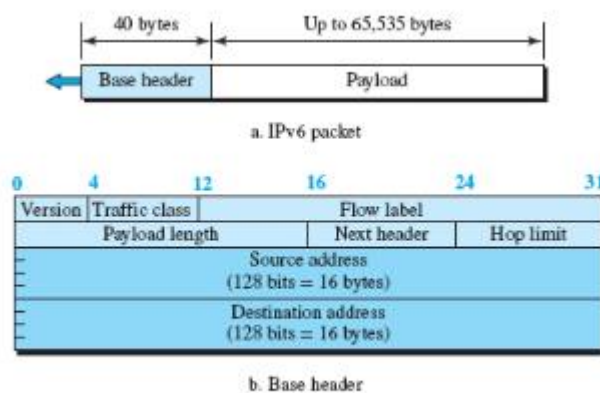 40 bytes Up to 65,535 bytes
Base header Payload
a. IPv6 packet
0 4 12 16 24 31
Version Traffic class Flow label
Payload length Next header Hop limit
Source address
(128 bits = 16 bytes)
Destination address
(128 bits = 16 bytes)
b. Base header